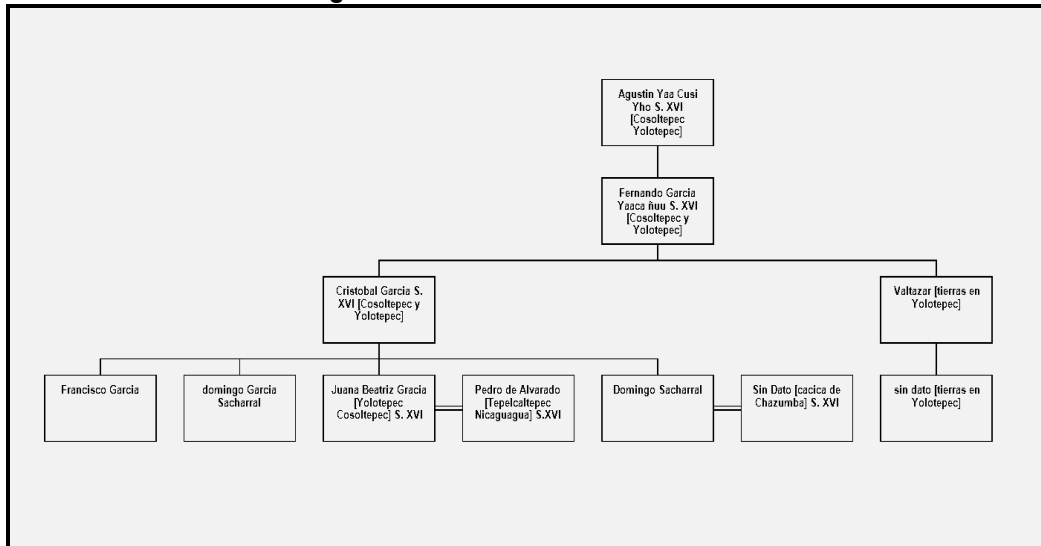 Agustin Yaa Cusi
Yho S. XVI
[Cosoltepec
Yolotepec]
Fernando Garcia
Yaaca ñuu S. XVI
[Cosoltepec y
Yolotepec]
Cristobal Garcia S.
XVI [Cosoltepec y
Yolotepec]
Valtazar [tierras en
Yolotepec]
Francisco Garcia
domingo Garcia
Sacharral
Juana Beatriz Gracia
[Yolotepec
Cosoltepec] S. XVI
Pedro de Alvarado
[Tepelcaltepec
Nicaguagua] S.XVI
Domingo Sacharral
Sin Dato [cacica de
Chazumba] S. XVI
sin dato [tierras en
Yolotepec]